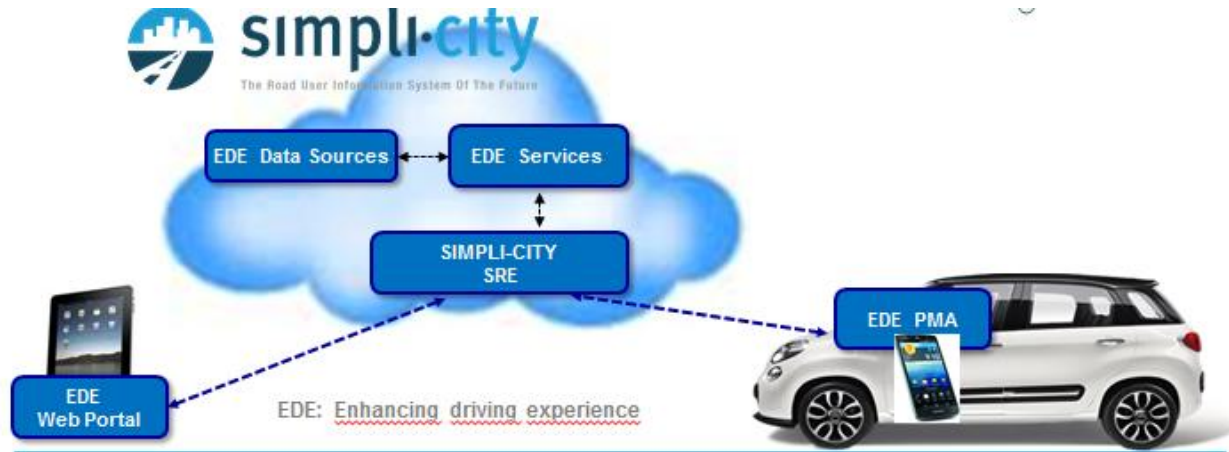 simpli·city
The Road User Information System Of The Future
EDE Data Sources
EDE Services
SIMPLI-CITY
SRE
EDE PMA
EDE
Web Portal
EDE: Enhancing driving experience